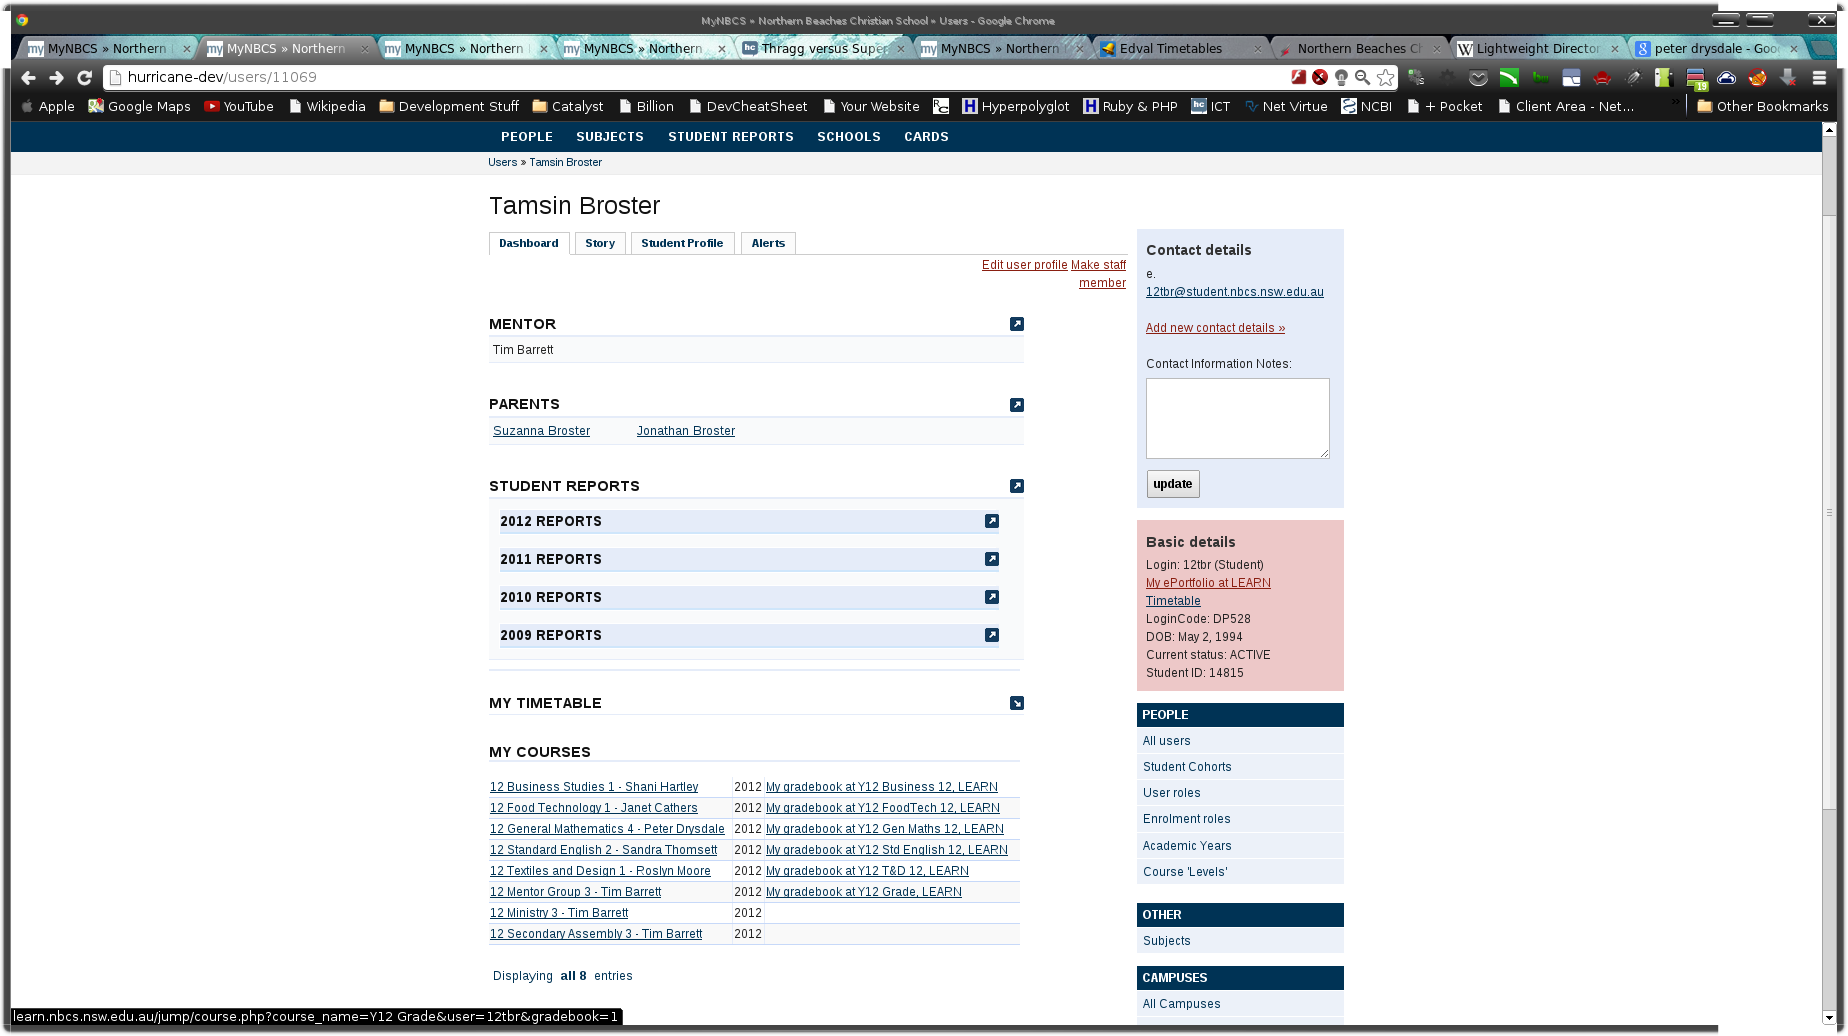 MyNBCS » Northern Beaches Christian School » Users - Google Chrome
my MyNBCS » Northern
my MyNBCS » Northern
my MyNBCS » Northern
my MyNBCS » Northern
hc Thragg versus Super
my MyNBCS » Northern
Edval Timetables
Northern Beaches Ch
W Lightweight Director
8 peter drysdale - Goo
hurricane-dev/users/11069
19
Apple
Google Maps
YouTube
Wikipedia
Development Stuff
Catalyst
Billion
DevCheatSheet
Your Website
H Hyperpolyglot
H Ruby & PHP
hc ICT
Net Virtue
NCBI
+ Pocket
Client Area - Net...
»
Other Bookmarks
PEOPLE SUBJECTS STUDENT REPORTS SCHOOLS CARDS
Users » Tamsin Broster
Tamsin Broster
Dashboard Story Student Profile Alerts
Edit user profile Make staff
member
MENTOR
Tim Barrett
PARENTS
Suzanna Broster Jonathan Broster
STUDENT REPORTS
2012 REPORTS
2011 REPORTS
2010 REPORTS
2009 REPORTS
MY TIMETABLE
MY COURSES
12 Business Studies 1 - Shani Hartley 2012 My gradebook at Y12 Business 12, LEARN
12 Food Technology 1 - Janet Cathers 2012 My gradebook at Y12 FoodTech 12, LEARN
12 General Mathematics 4 - Peter Drysdale 2012 My gradebook at Y12 Gen Maths 12, LEARN
12 Standard English 2 - Sandra Thomsett 2012 My gradebook at Y12 Std English 12, LEARN
12 Textiles and Design 1 - Roslyn Moore 2012 My gradebook at Y12 T&D 12, LEARN
12 Mentor Group 3 - Tim Barrett 2012 My gradebook at Y12 Grade, LEARN
12 Ministry 3 - Tim Barrett 2012
12 Secondary Assembly 3 - Tim Barrett 2012
Displaying all 8 entries
Contact details
e.
12tbr@student.nbcs.nsw.edu.au
Add new contact details »
Contact Information Notes:
update
Basic details
Login: 12tbr (Student)
My ePortfolio at LEARN
Timetable
LoginCode: DP528
DOB: May 2, 1994
Current status: ACTIVE
Student ID: 14815
PEOPLE
All users
Student Cohorts
User roles
Enrolment roles
Academic Years
Course 'Levels'
OTHER
Subjects
CAMPUSES
All Campuses
learn.nbcs.nsw.edu.au/jump/course.php?course_name=Y12 Grade&user=12tbr&gradebook=1